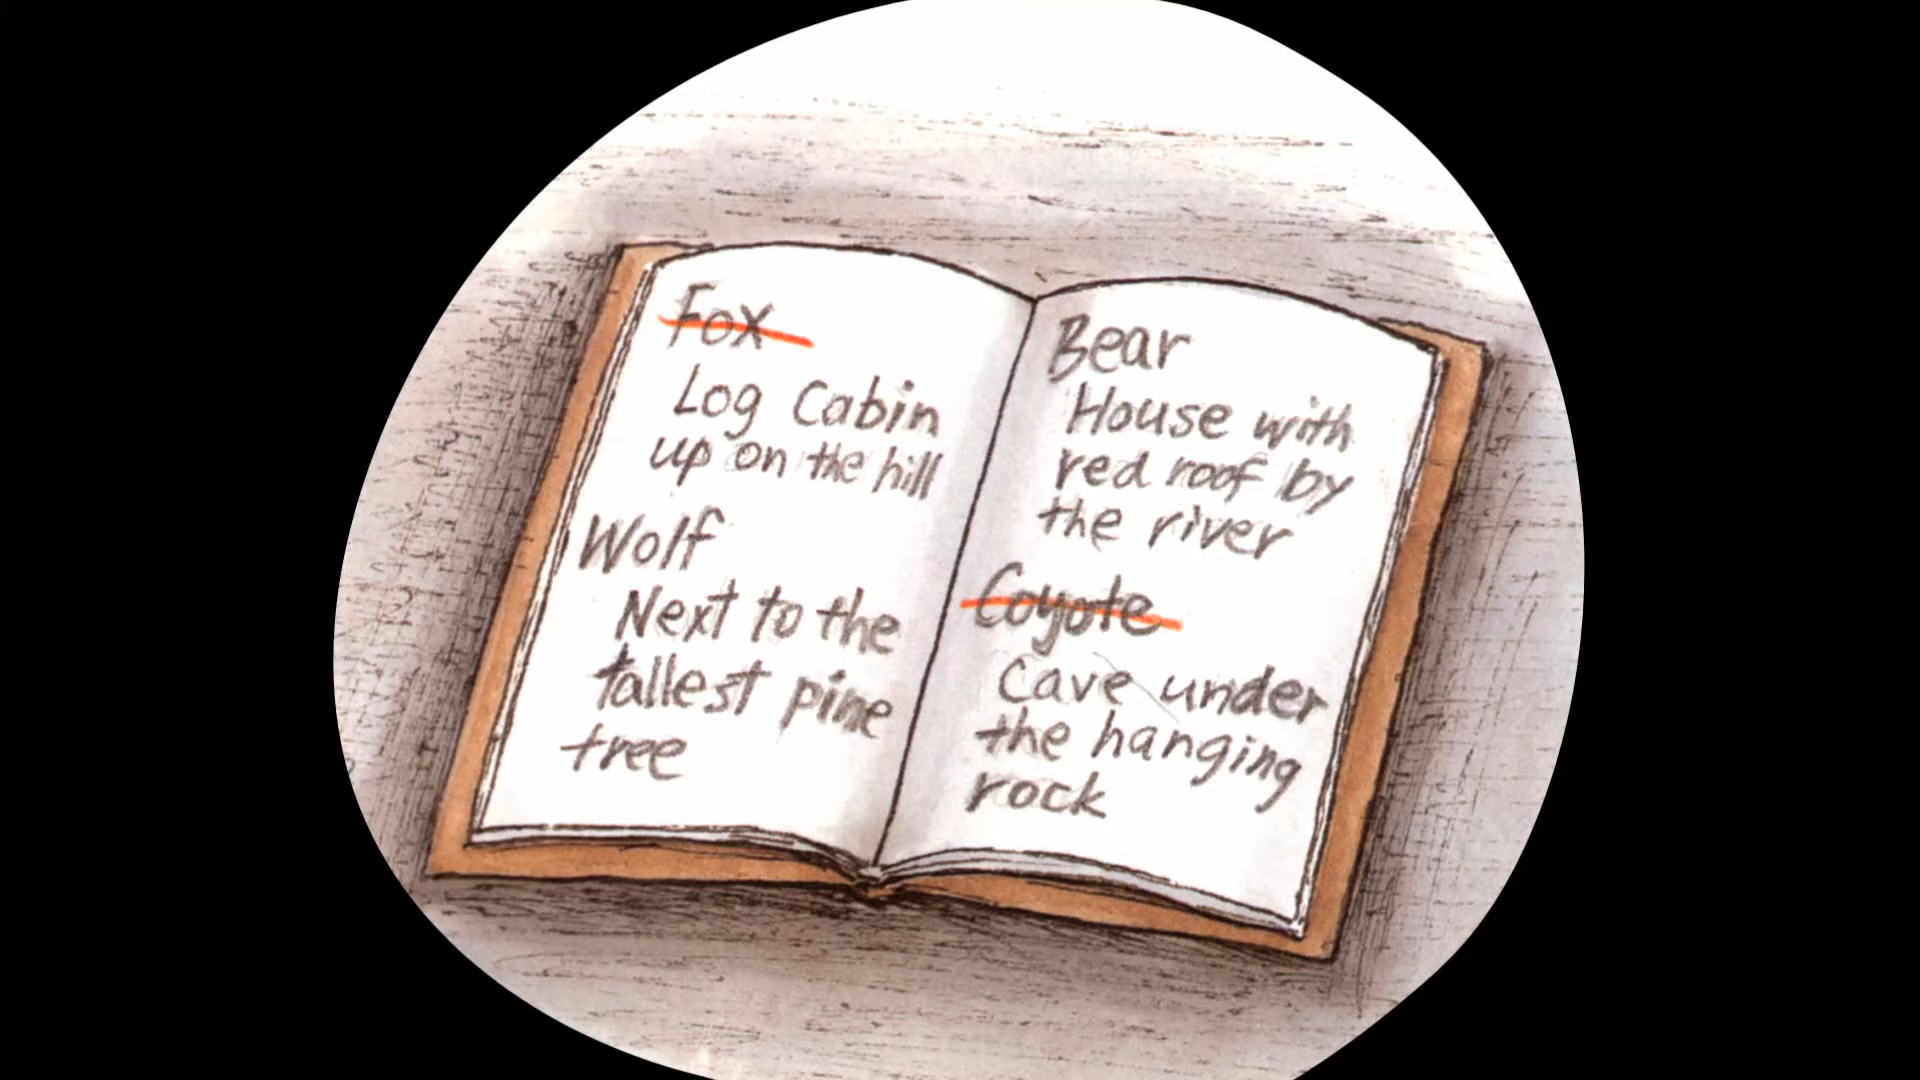 Fox
Log Cabin
up on the hill
Wolf
Next to the
tallest pine
tree
Bear
House with
red roof by
the river
Coyote
Cave under
the hanging
rock